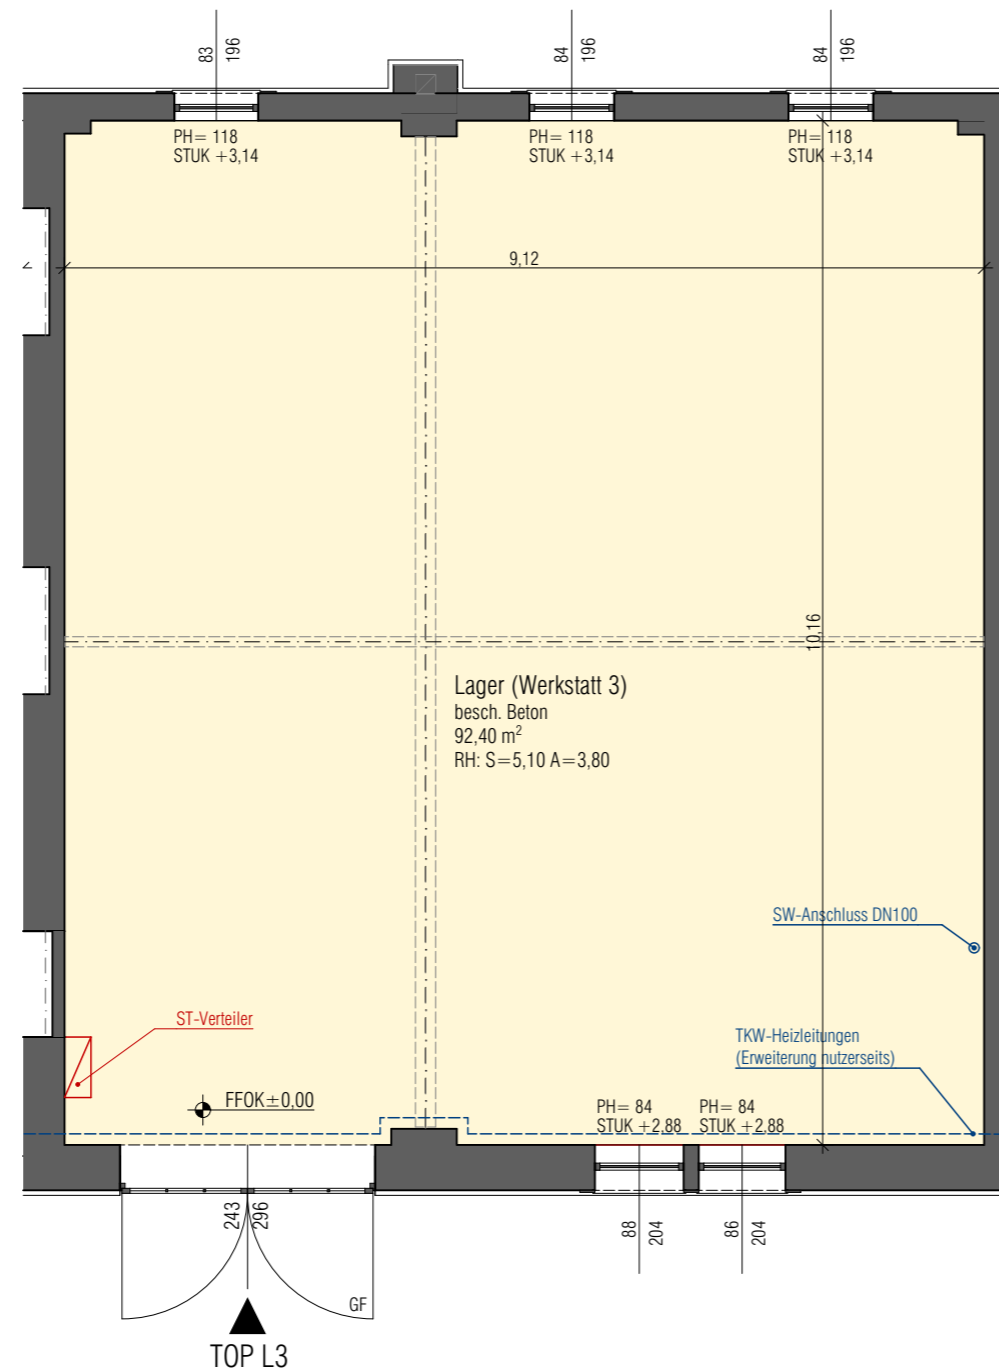 83
196
84
196
84
196
PH= 118
STUK +3,14
PH= 118
STUK +3,14
PH= 118
STUK +3,14
9,12
10,16
Lager (Werkstatt 3)
besch. Beton
92,40 m²
RH: S=5,10 A=3,80
SW-Anschluss DN100
ST-Verteiler
TKW-Heizleitungen
(Erweiterung nutzerseits)
FFOK±0,00
PH= 84
STUK +2,88
PH= 84
STUK +2,88
243
296
88
204
86
204
GF
TOP L3